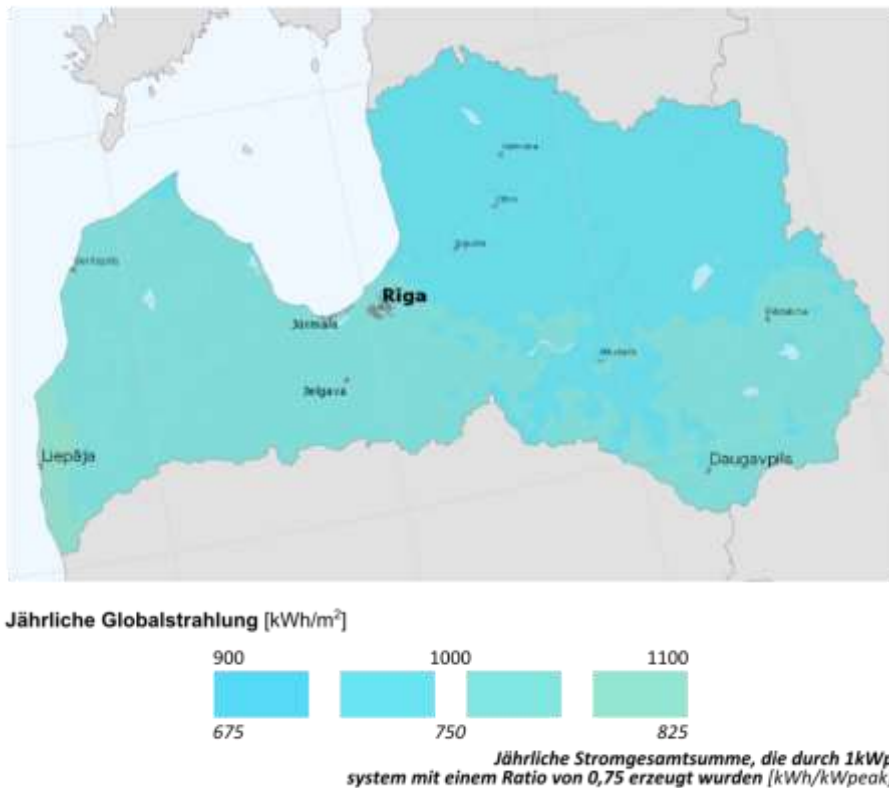 Riga
Jūrmala
Jelgava
Liepāja
Daugavpils
Jährliche Globalstrahlung [kWh/m²]
900 1000 1100
675 750 825
Jährliche Stromgesamtsumme, die durch 1kWp
system mit einem Ratio von 0,75 erzeugt wurden [kWh/kWpeak]